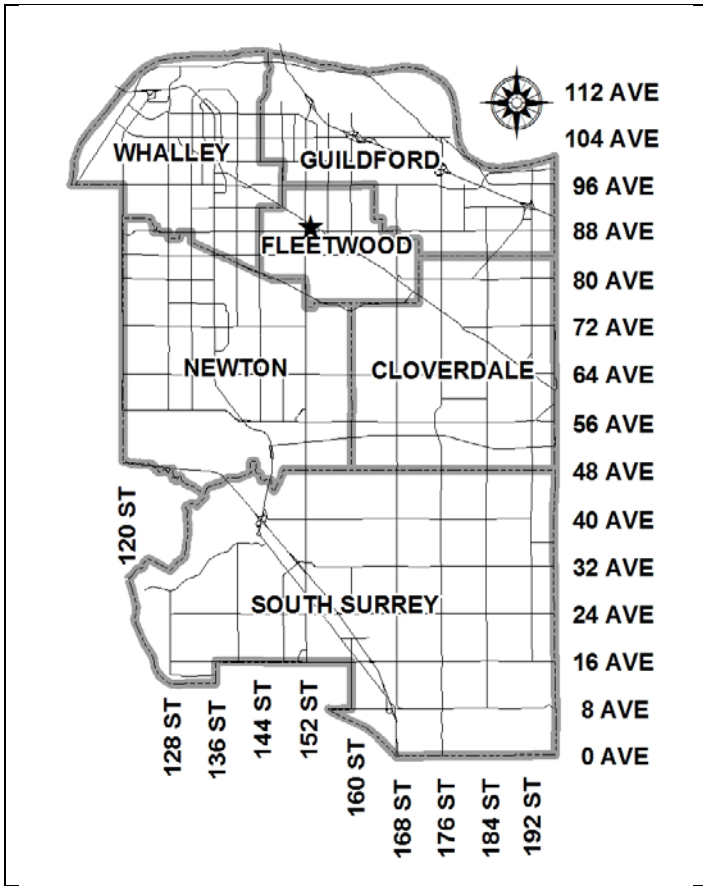 112 AVE
104 AVE
WHALLEY
GUILDFORD
96 AVE
88 AVE
FLEETWOOD
80 AVE
72 AVE
NEWTON
CLOVERDALE
64 AVE
56 AVE
48 AVE
120 ST
40 AVE
32 AVE
SOUTH SURREY
24 AVE
16 AVE
8 AVE
0 AVE
128 ST
136 ST
144 ST
152 ST
160 ST
168 ST
176 ST
184 ST
192 ST